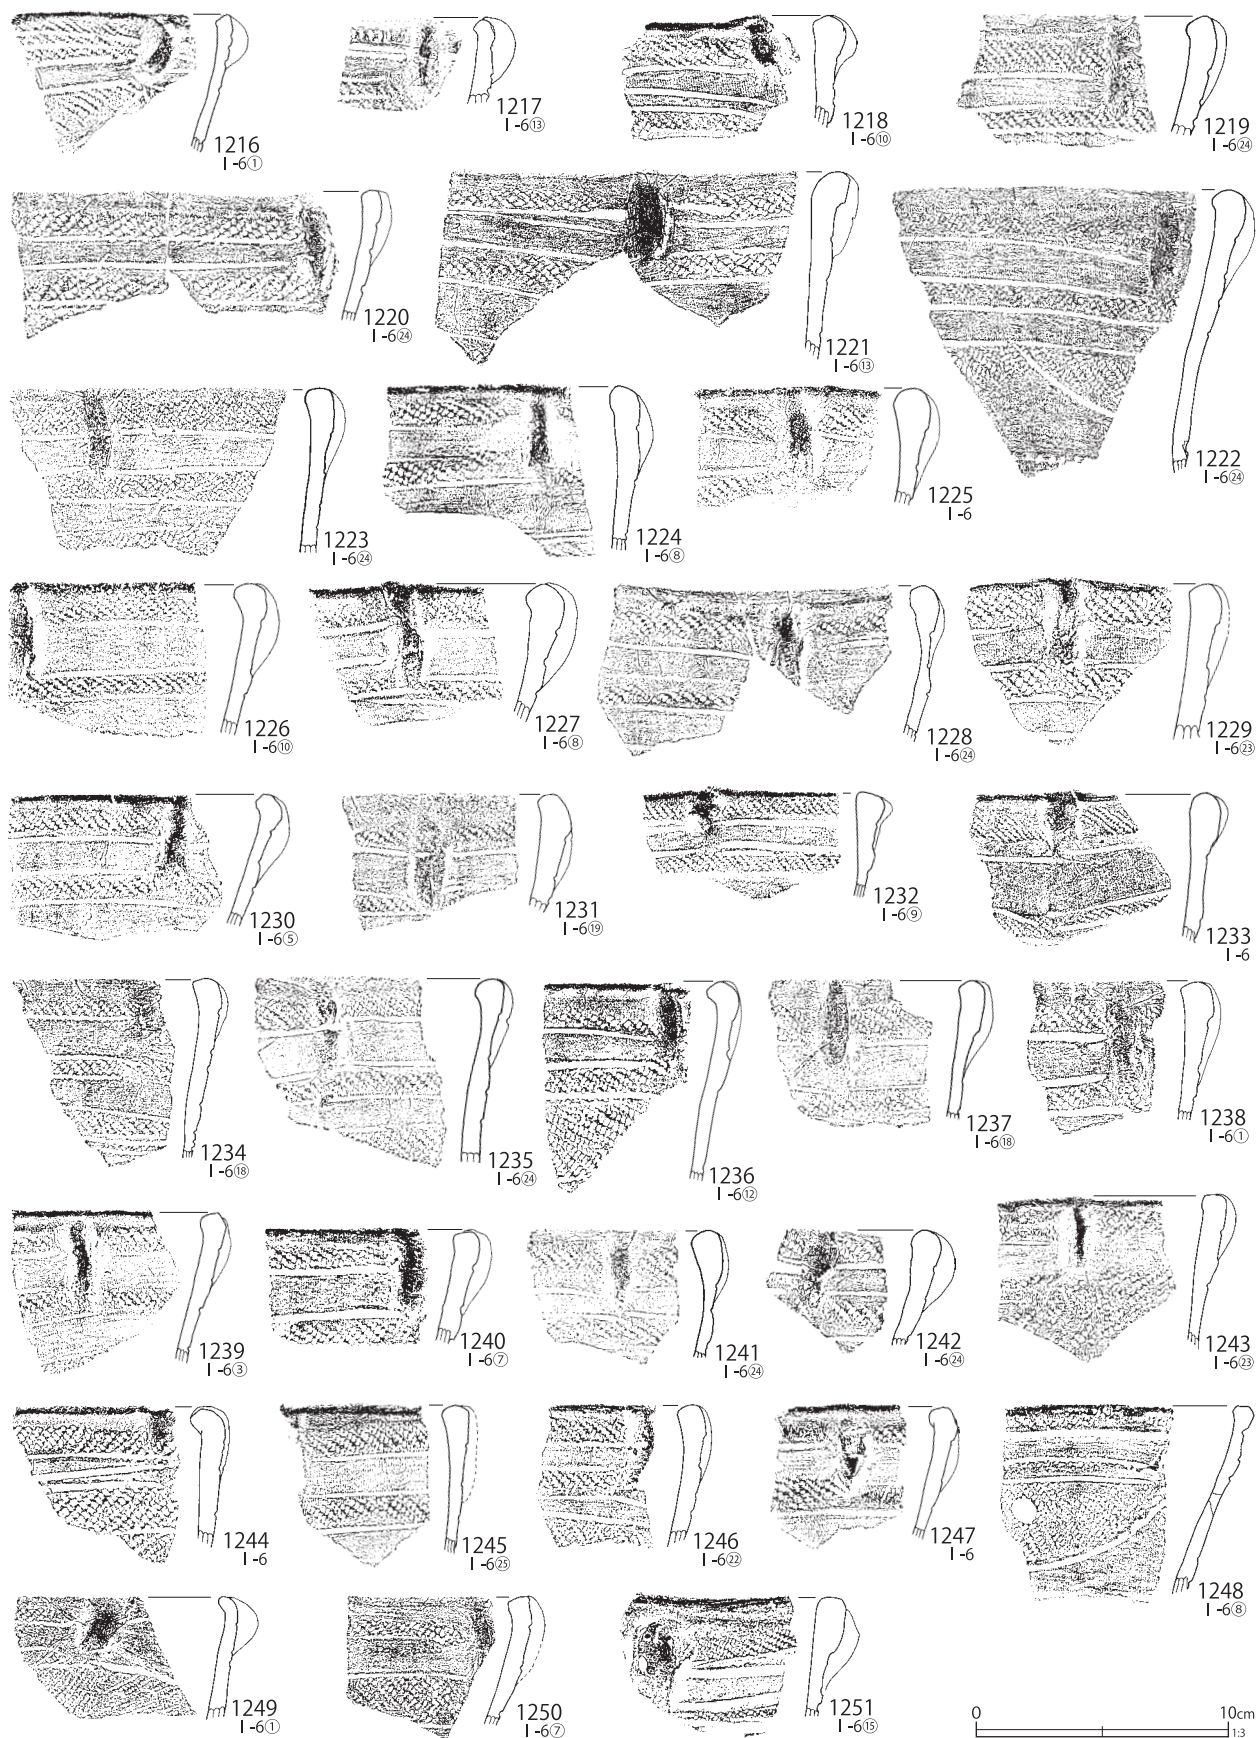 1216
I -6①
1217
I -6⑬
1218
I -6⑩
1219
I -6㉔
1220
I -6㉔
1221
I -6⑬
1222
I -6㉔
1223
I -6㉔
1224
I -6⑧
1225
I -6
1226
I -6⑩
1227
I -6⑧
1228
I -6㉔
1229
I -6㉓
1230
I -6⑤
1231
I -6⑲
1232
I -6⑨
1233
I -6
1234
I -6⑱
1235
I -6㉔
1236
I -6⑫
1237
I -6⑱
1238
I -6①
1239
I -6③
1240
I -6⑦
1241
I -6㉔
1242
I -6㉔
1243
I -6㉓
1244
I -6
1245
I -6㉕
1246
I -6㉒
1247
I -6
1248
I -6⑧
1249
I -6①
1250
I -6⑦
1251
I -6⑮
0 10cm
1:3